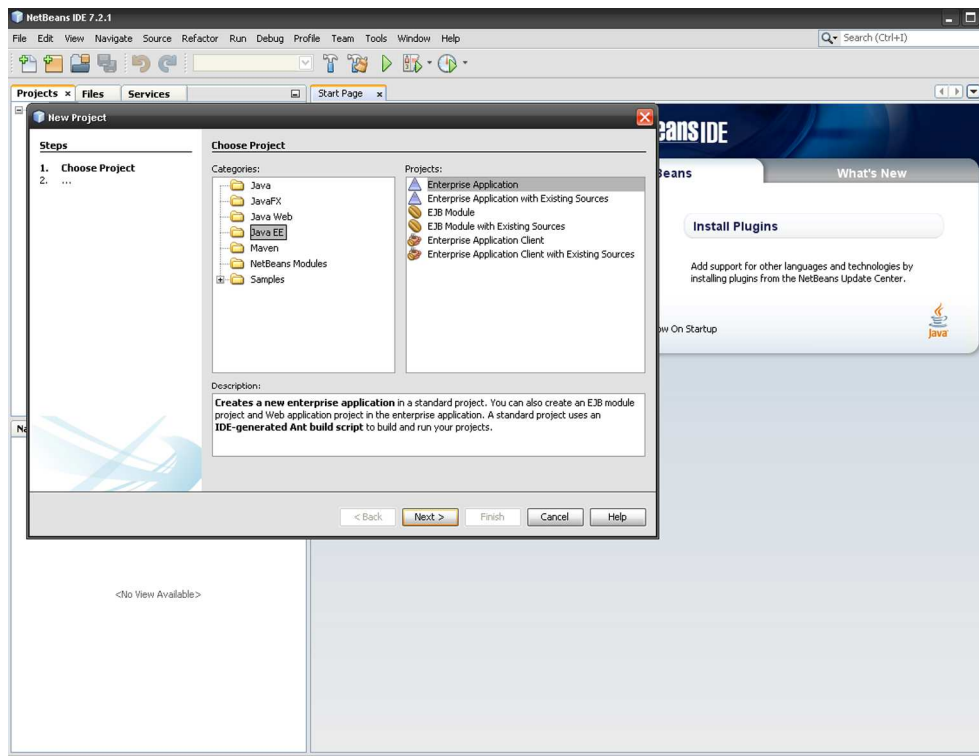 NetBeans IDE 7.2.1
File Edit View Navigate Source Refactor Run Debug Profile Team Tools Window Help
Search (Ctrl+I)
Projects Files Services
Start Page
New Project
Steps
1. Choose Project
2. ...
Choose Project
Categories:
Java
JavaFX
Java Web
Java EE
Maven
NetBeans Modules
Samples
Projects:
Enterprise Application
Enterprise Application with Existing Sources
EJB Module
EJB Module with Existing Sources
Enterprise Application Client
Enterprise Application Client with Existing Sources
Description:
Creates a new enterprise application in a standard project. You can also create an EJB module
project and Web application project in the enterprise application. A standard project uses an
IDE-generated Ant build script to build and run your projects.
< Back Next > Finish Cancel Help
eans IDE
Beans
What's New
Install Plugins
Add support for other languages and technologies by
installing plugins from the NetBeans Update Center.
ow On Startup
Java
Na
<No View Available>